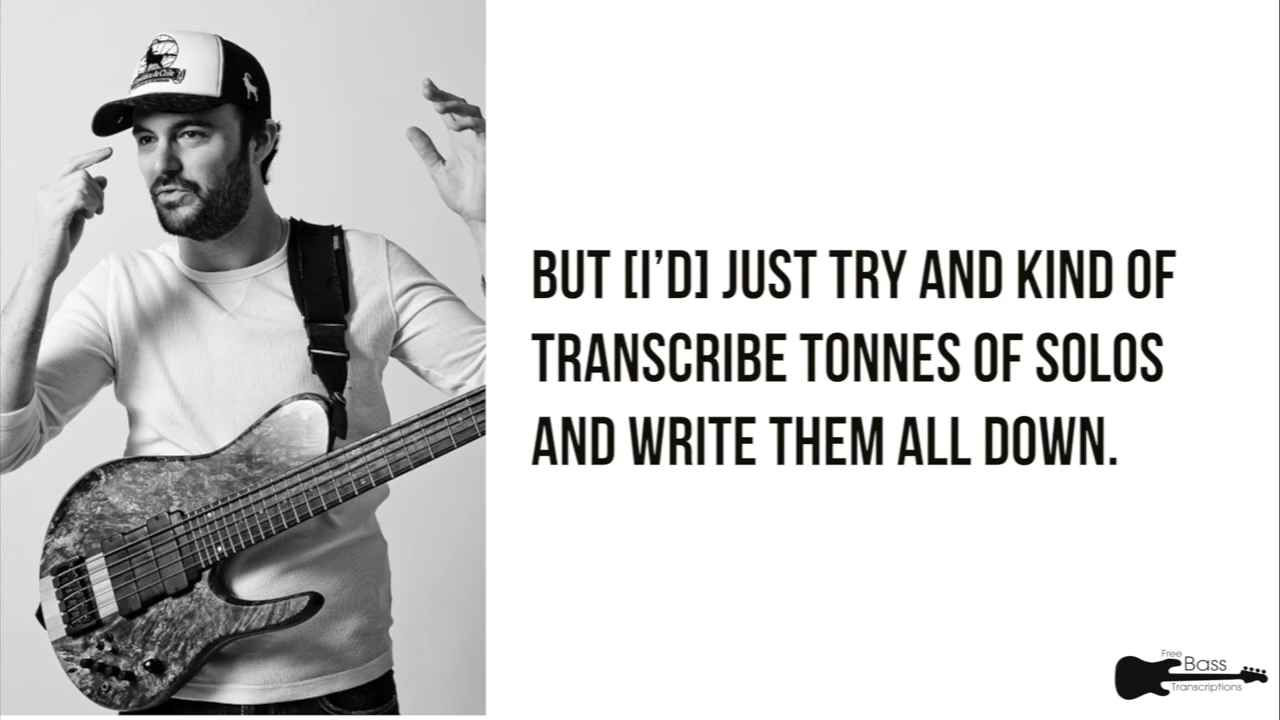 BUT [I’D] JUST TRY AND KIND OF
TRANSCRIBE TONNES OF SOLOS
AND WRITE THEM ALL DOWN.
Free
Bass
Transcriptions